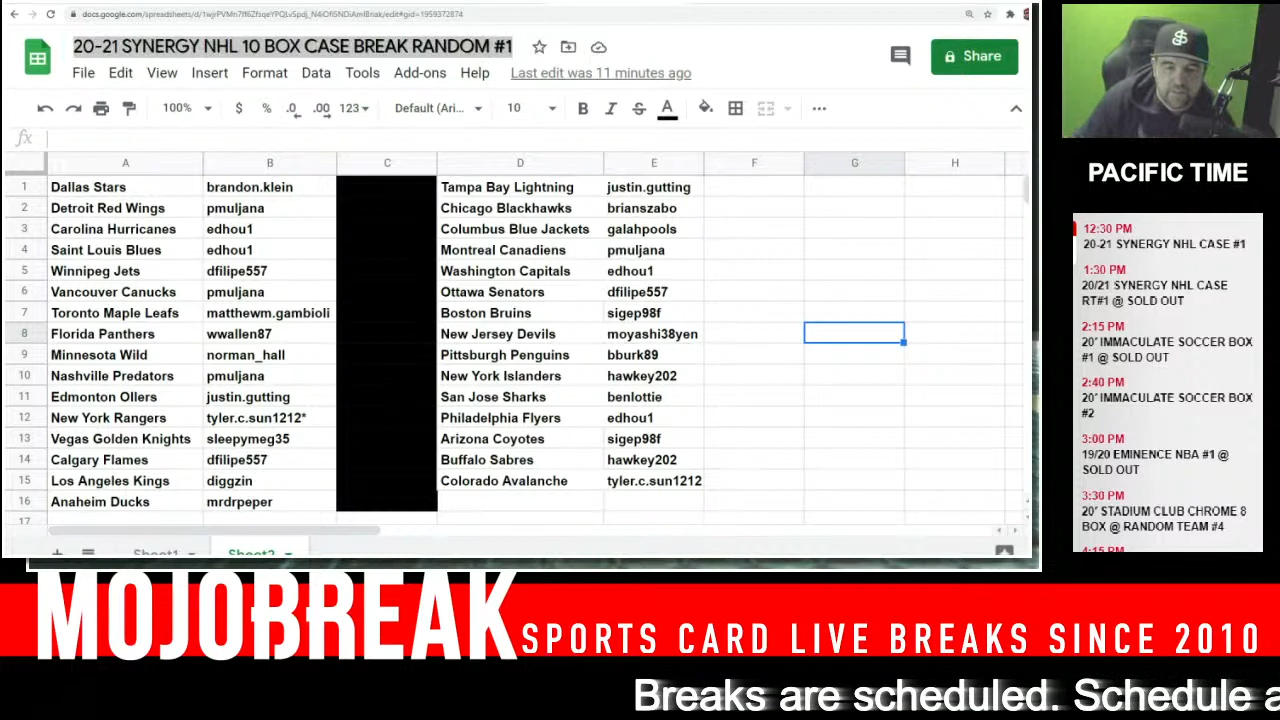 docs.google.com/spreadsheets/d/
20-21 SYNERGY NHL 10 BOX CASE BREAK RANDOM #1
File Edit View Insert Format Data Tools Add-ons Help Last edit was 11 minutes ago
Share
100% $ % .0 .00 123 Default (Ari... 10 B I S A
fx
A B C D E F G H
1 Dallas Stars brandon.klein Tampa Bay Lightning justin.gutting
2 Detroit Red Wings pmuljana Chicago Blackhawks brianszabo
3 Carolina Hurricanes edhou1 Columbus Blue Jackets galahpools
4 Saint Louis Blues edhou1 Montreal Canadiens pmuljana
5 Winnipeg Jets dfilipe557 Washington Capitals edhou1
6 Vancouver Canucks pmuljana Ottawa Senators dfilipe557
7 Toronto Maple Leafs matthewm.gambioli Boston Bruins sigep98f
8 Florida Panthers wwallen87 New Jersey Devils moyashi38yen
9 Minnesota Wild norman_hall Pittsburgh Penguins bburk89
10 Nashville Predators pmuljana New York Islanders hawkey202
11 Edmonton Ollers justin.gutting San Jose Sharks benlottie
12 New York Rangers tyler.c.sun1212* Philadelphia Flyers edhou1
13 Vegas Golden Knights sleepymeg35 Arizona Coyotes sigep98f
14 Calgary Flames dfilipe557 Buffalo Sabres hawkey202
15 Los Angeles Kings diggzin Colorado Avalanche tyler.c.sun1212
16 Anaheim Ducks mrdrpeper
17
Sheet1 Sheet2
PACIFIC TIME
12:30 PM
20-21 SYNERGY NHL CASE #1
1:30 PM
20/21 SYNERGY NHL CASE
RT#1 @ SOLD OUT
2:15 PM
20' IMMACULATE SOCCER BOX
#1 @ SOLD OUT
2:40 PM
20' IMMACULATE SOCCER BOX
#2
3:00 PM
19/20 EMINENCE NBA #1 @
SOLD OUT
3:30 PM
20' STADIUM CLUB CHROME 8
BOX @ RANDOM TEAM #4
4:15 PM
MOJOBREAK
SPORTS CARD LIVE BREAKS SINCE 2010
Breaks are scheduled. Schedule a